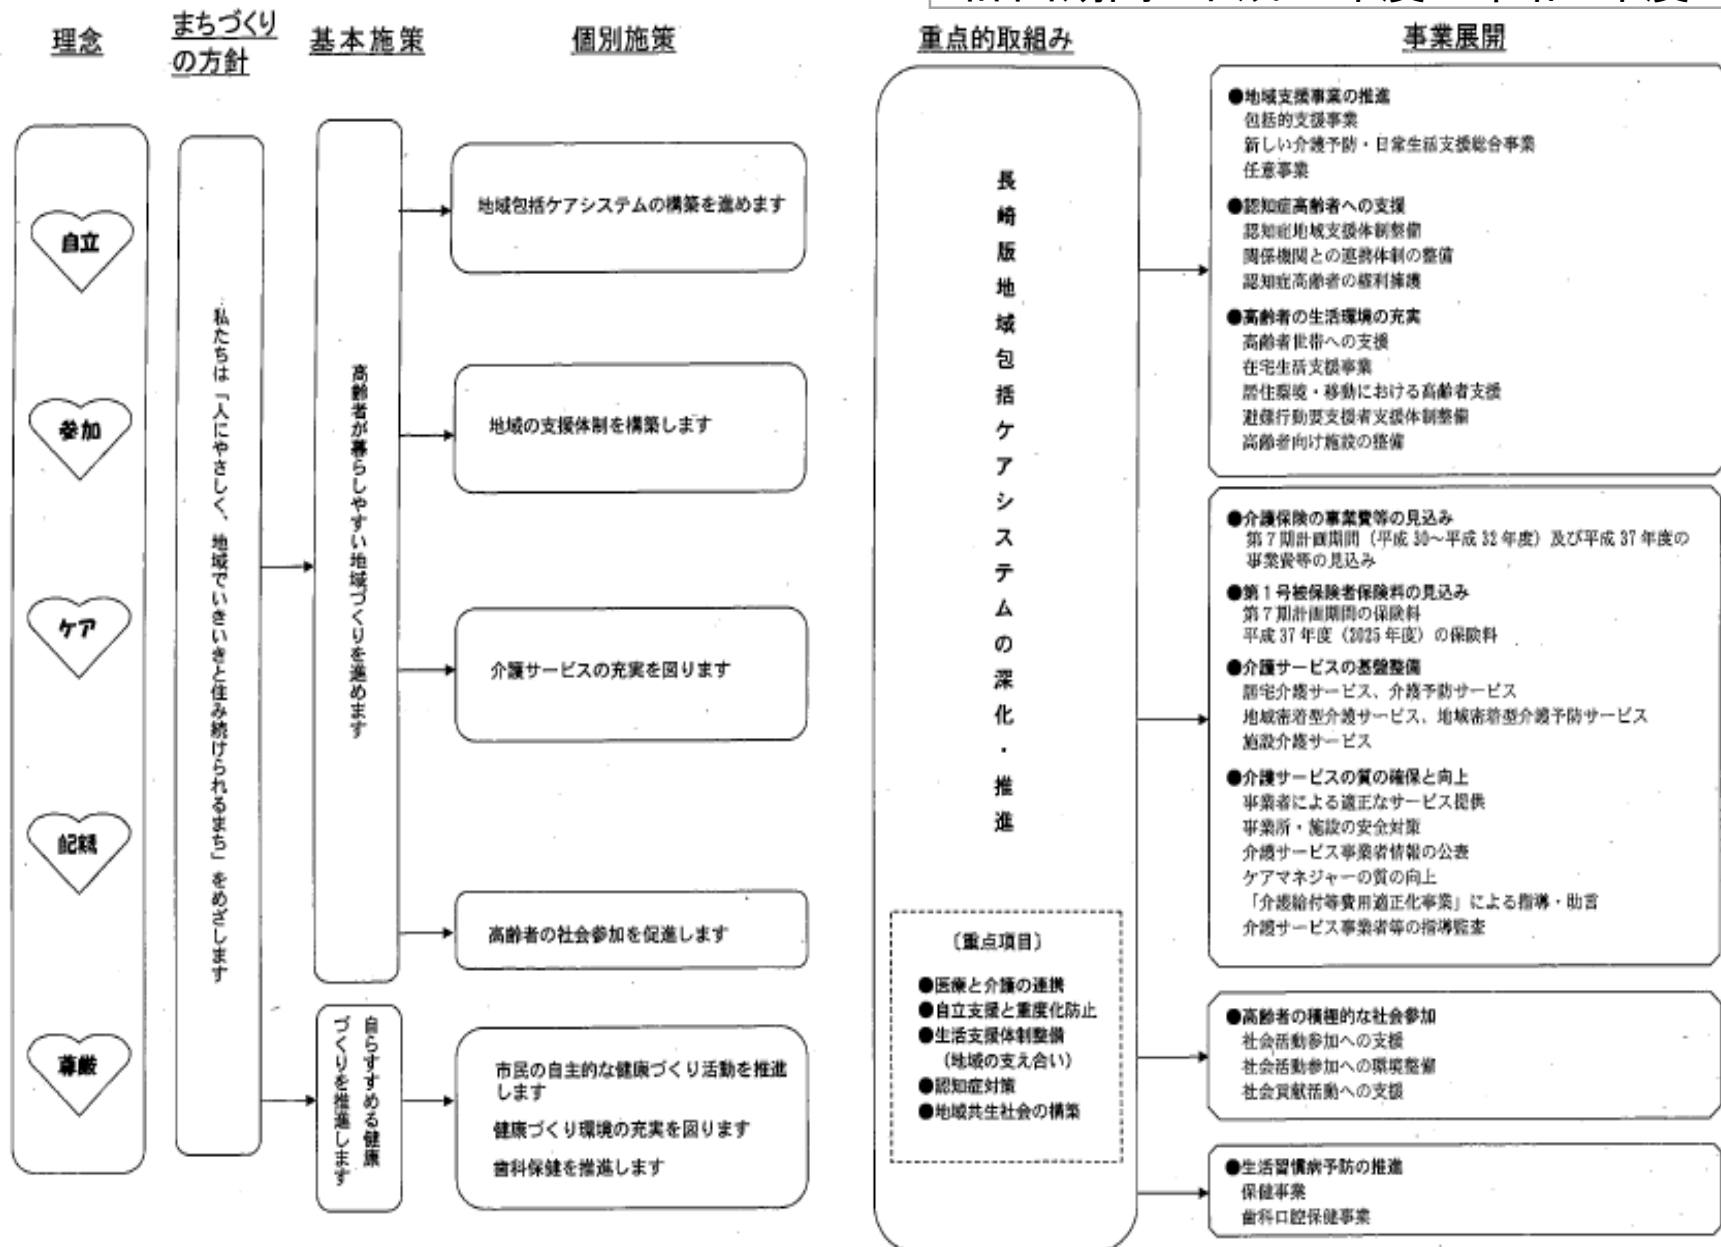 理念
まちづくり
の方針
基本施策
個別施策
重点的取組み
事業展開
自立
参加
ケア
尊厳
私たちは「人にやさしく、地域でいきいきと住み続けられるまち」をめざします
高齢者が暮らしやすい地域づくりを進めます
自らすすめる健康
づくりを推進します
地域包括ケアシステムの構築を進めます
地域の支援体制を構築します
介護サービスの充実を図ります
高齢者の社会参加を促進します
市民の自主的な健康づくり活動を推進
します
健康づくり環境の充実を図ります
歯科保健を推進します
長崎版地域包括ケアシステムの深化・推進
〔重点項目〕
●医療と介護の連携
●自立支援と重度化防止
●生活支援体制整備
(地域の支え合い)
●認知症対策
●地域共生社会の構築
●地域支援事業の推進
包括的支援事業
新しい介護予防・日常生活支援総合事業
任意事業
●認知症高齢者への支援
認知症地域支援体制整備
関係機関との連携体制の整備
認知症高齢者の権利擁護
●高齢者の生活環境の充実
高齢者世帯への支援
在宅生活支援事業
居住環境・移動における高齢者支援
避難行動要支援者支援体制整備
高齢者向け施設の整備
●介護保険の事業費等の見込み
第7期計画期間(平成30~平成32年度)及び平成37年度の
事業費等の見込み
●第1号被保険者保険料の見込み
第7期計画期間の保険料
平成37年度(2025年度)の保険料
●介護サービスの基盤整備
居宅介護サービス、介護予防サービス
地域密着型介護サービス、地域密着型介護予防サービス
施設介護サービス
●介護サービスの質の確保と向上
事業者による適正なサービス提供
事業所・施設の安全対策
介護サービス事業者情報の公表
ケアマネジャーの質の向上
「介護給付等費用適正化事業」による指導・助言
介護サービス事業者等の指導監査
●高齢者の積極的な社会参加
社会活動参加への支援
社会活動参加への環境整備
社会貢献活動への支援
●生活習慣病予防の推進
保健事業
歯科口腔保健事業